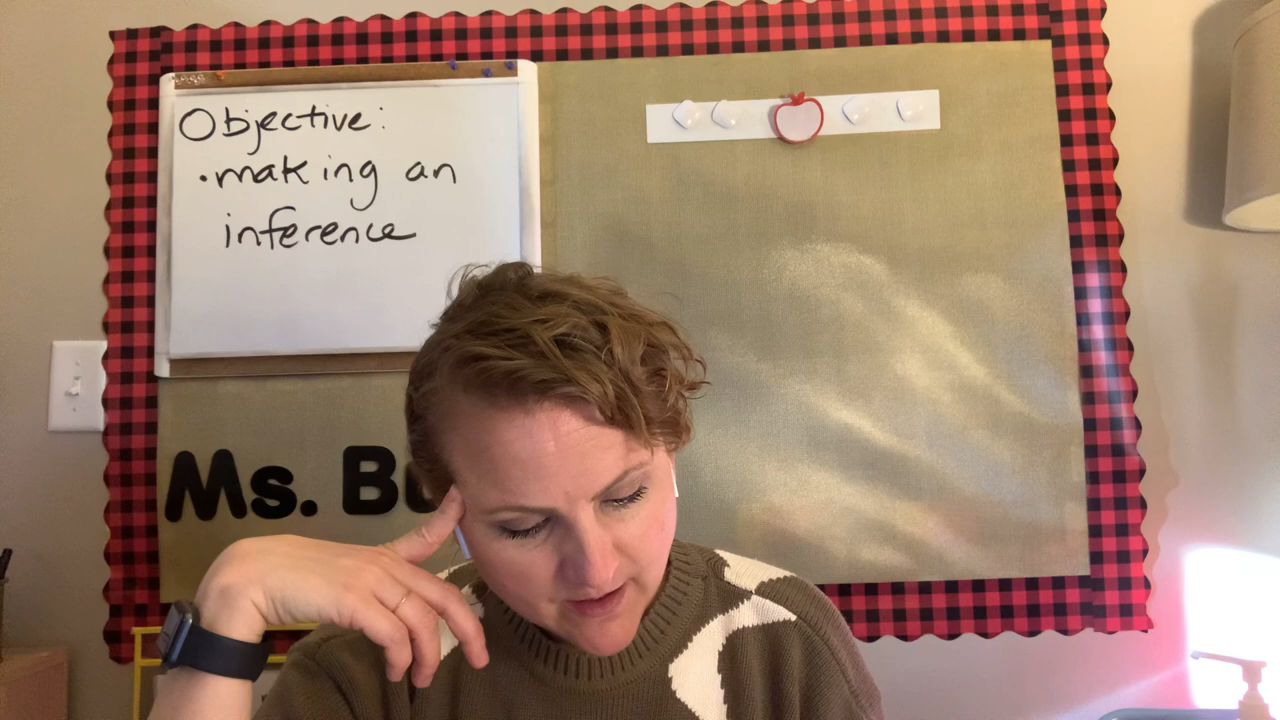 Objective:
• making an
inference
Ms. B